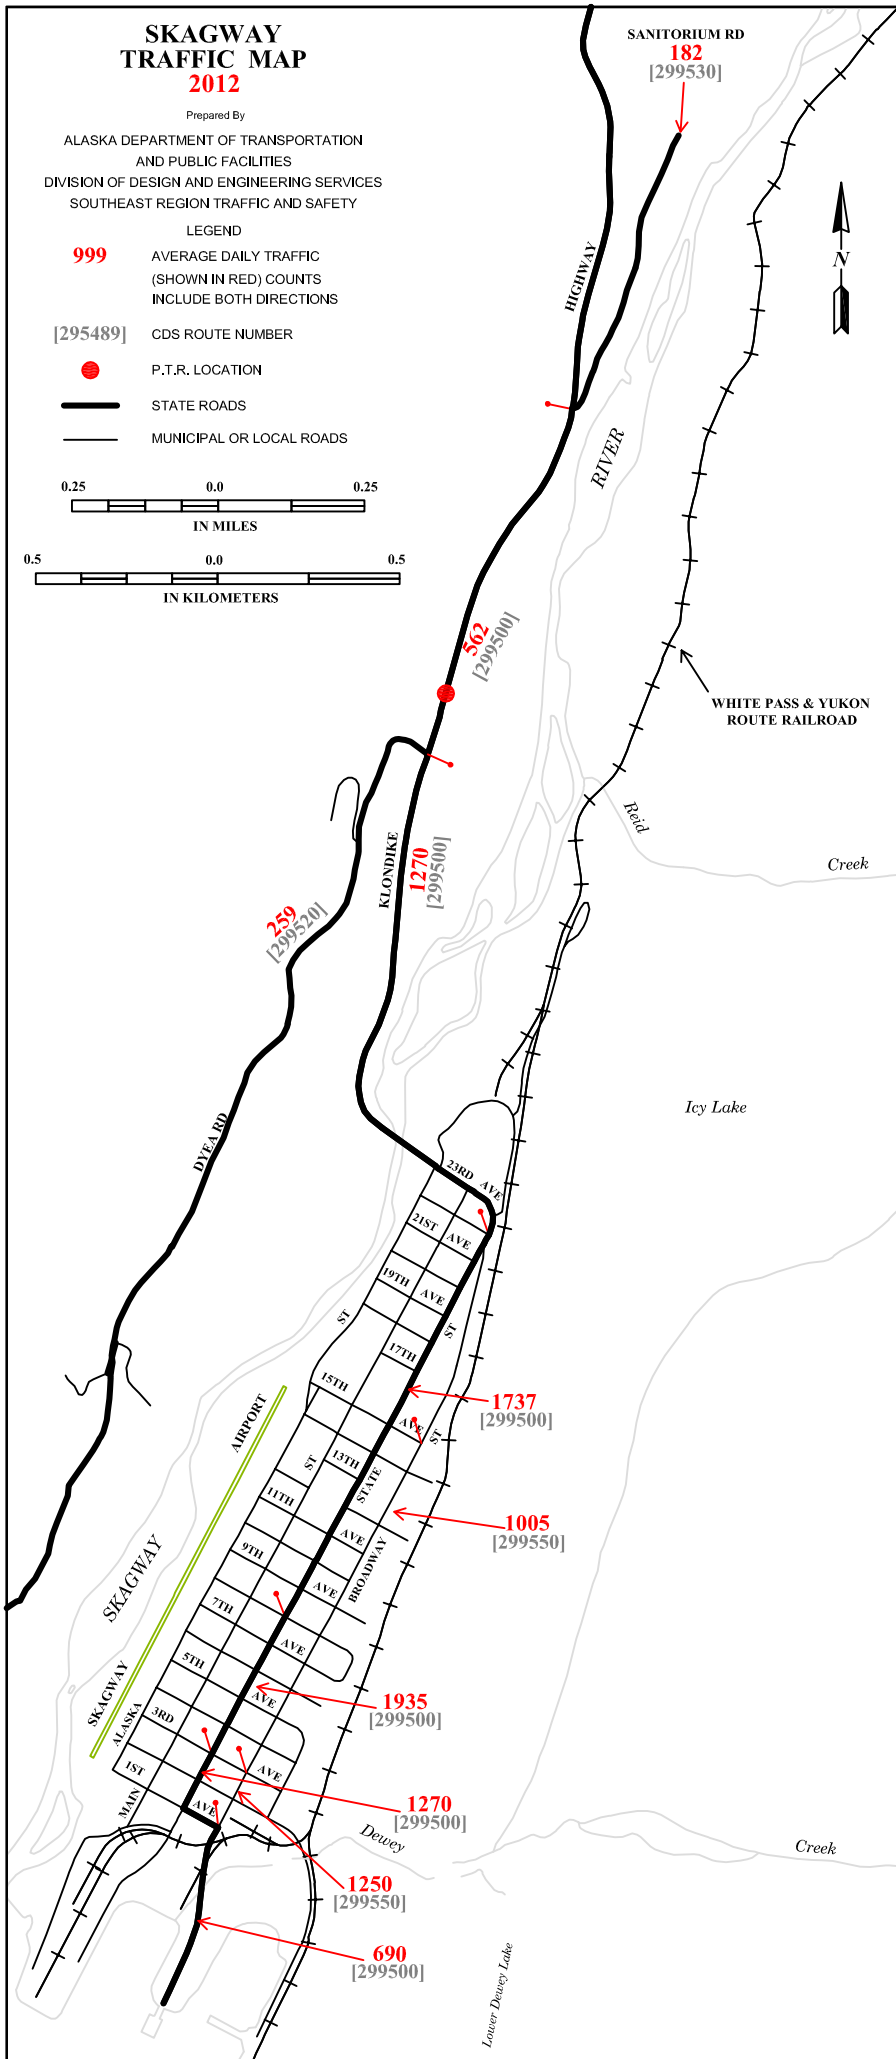 SKAGWAY
TRAFFIC MAP
2012
Prepared By
ALASKA DEPARTMENT OF TRANSPORTATION
AND PUBLIC FACILITIES
DIVISION OF DESIGN AND ENGINEERING SERVICES
SOUTHEAST REGION TRAFFIC AND SAFETY
LEGEND
999 AVERAGE DAILY TRAFFIC
(SHOWN IN RED) COUNTS
INCLUDE BOTH DIRECTIONS
[295489] CDS ROUTE NUMBER
P.T.R. LOCATION
STATE ROADS
MUNICIPAL OR LOCAL ROADS
0.25 0.0 0.25
IN MILES
0.5 0.0 0.5
IN KILOMETERS
SANITORIUM RD
182
[299530]
N
HIGHWAY
RIVER
562
[299500]
WHITE PASS & YUKON
ROUTE RAILROAD
Reid
Creek
KLONDIKE
1270
[299500]
259
[299520]
Icy Lake
DYEA RD
23RD AVE
21ST AVE
19TH AVE
ST
17TH
ST
15TH AVE
ST
1737
[299500]
AIRPORT
ST
13TH
STATE
11TH AVE
1005
[299550]
9TH AVE
BROADWAY
SKAGWAY
7TH AVE
5TH AVE
SKAGWAY
1935
[299500]
ALASKA
3RD AVE
1ST AVE
MAIN
1270
[299500]
Dewey
Creek
1250
[299550]
690
[299500]
Lower Dewey Lake